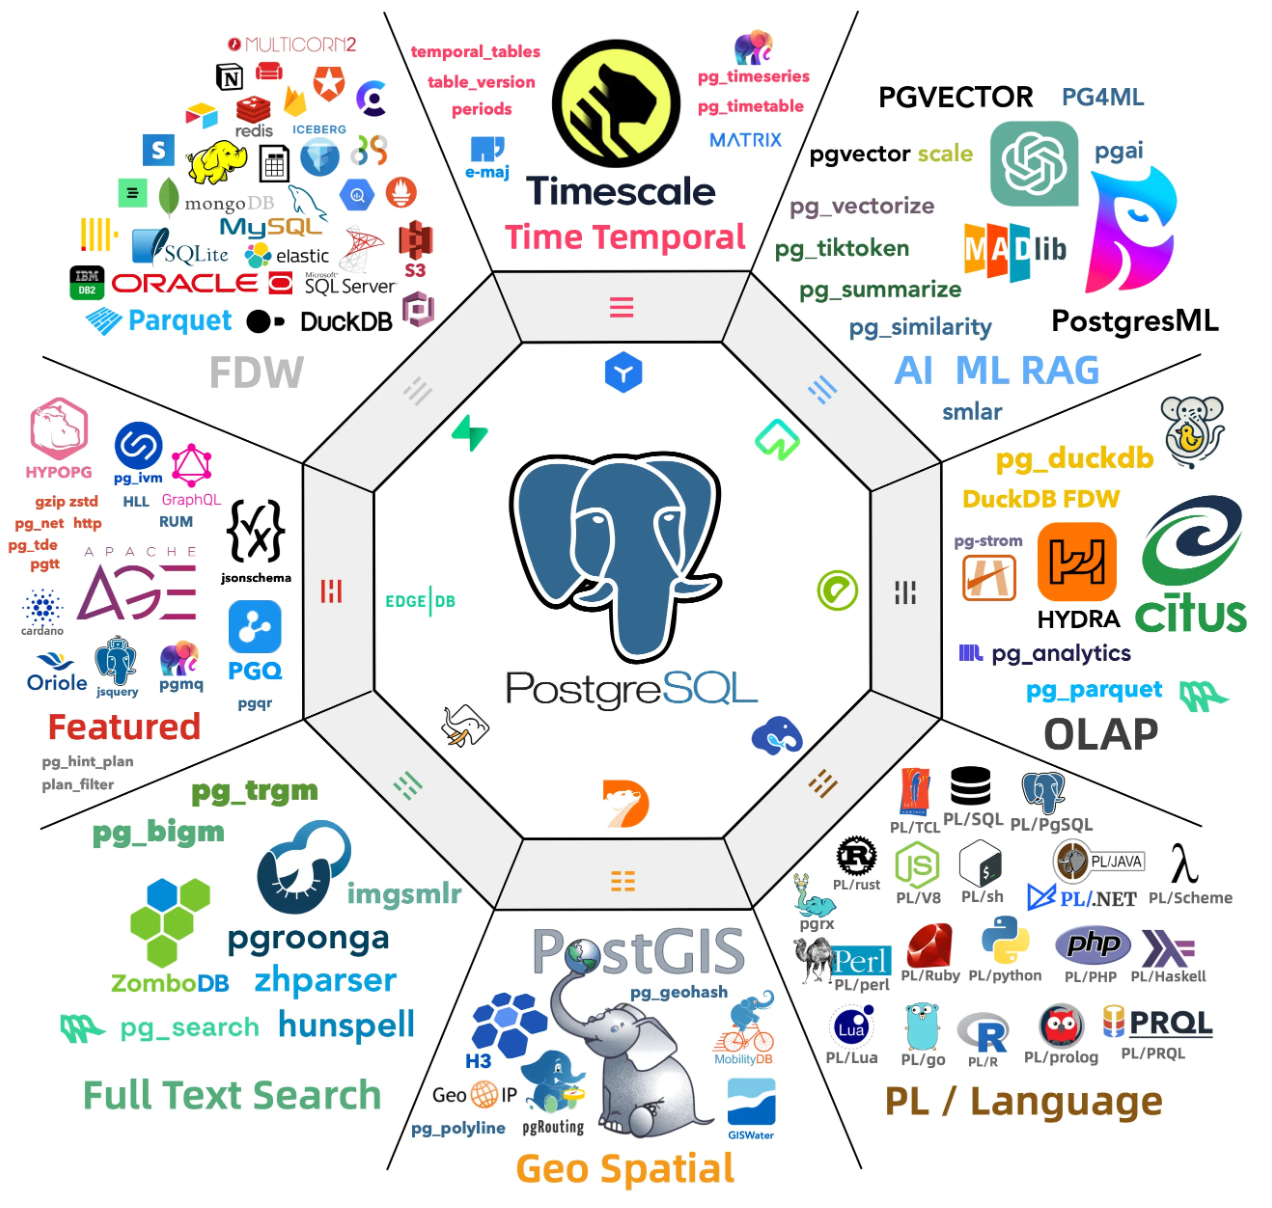 MULTICORN2
N
redis
ICEBERG
S
mongoDB
MySQL
SQLite
elastic
S3
IBM
DB2
ORACLE
Microsoft
SQL Server
Parquet
DuckDB
FDW
temporal_tables
table_version
periods
e-maj
pg_timeseries
pg_timetable
MATRIX
Timescale
Time Temporal
PGVECTOR
PG4ML
pgvector scale
pgai
pg_vectorize
pg_tiktoken
MADlib
pg_summarize
pg_similarity
PostgresML
AI ML RAG
smlar
pg_duckdb
DuckDB FDW
pg-strom
HYDRA
citus
pg_analytics
pg_parquet
OLAP
PL/TCL
PL/SQL
PL/PgSQL
R
PL/rust
JS
PL/V8
$_
PL/sh
PL/JAVA
PL/.NET
λ
PL/Scheme
pgrx
Perl
PL/perl
PL/Ruby
PL/python
php
PL/PHP
PL/Haskell
Lua
PL/Lua
PL/go
R
PL/R
PL/prolog
PRQL
PL/PRQL
PL / Language
PostGIS
pg_geohash
H3
MobilityDB
Geo IP
pg_polyline
pgRouting
GISWater
Geo Spatial
pg_trgm
pg_bigm
imgsmlr
pgroonga
ZomboDB
zhparser
pg_search
hunspell
Full Text Search
HYPOPG
pg_ivm
GraphQL
gzip zstd
HLL
pg_net http
RUM
pg_tde
pgtt
jsonschema
APACHE
AGE
cardano
Oriole
jsquery
pgmq
PGQ
pgqr
Featured
pg_hint_plan
plan_filter
EDGE|DB
PostgreSQL